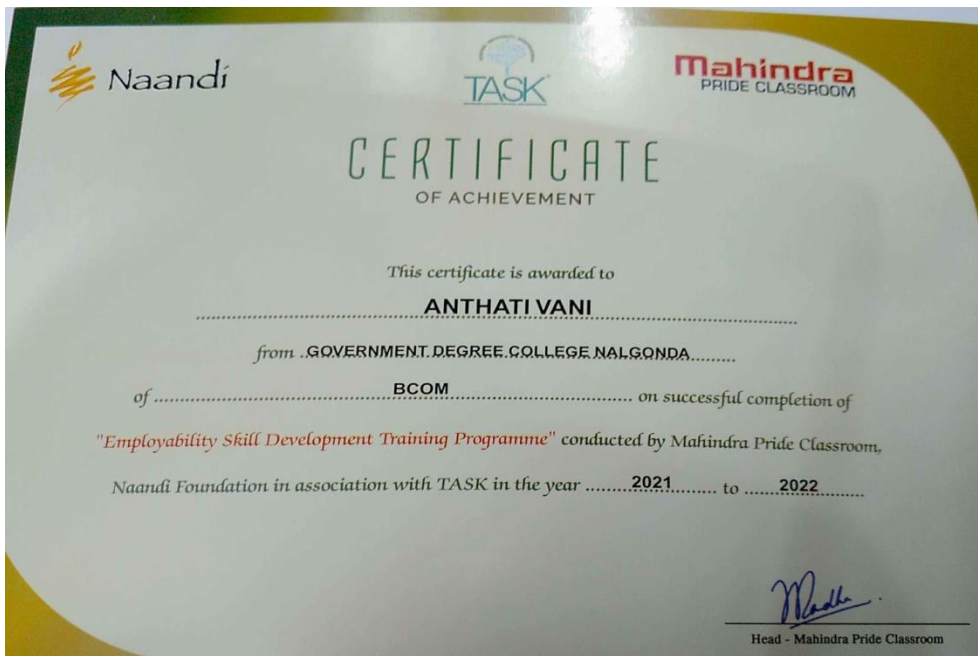 Naandi
TASK
Mahindra
PRIDE CLASSROOM
CERTIFICATE
OF ACHIEVEMENT
This certificate is awarded to
ANTHATI VANI
from GOVERNMENT DEGREE COLLEGE NALGONDA
of BCOM on successful completion of
"Employability Skill Development Training Programme" conducted by Mahindra Pride Classroom,
Naandi Foundation in association with TASK in the year 2021 to 2022
Head - Mahindra Pride Classroom